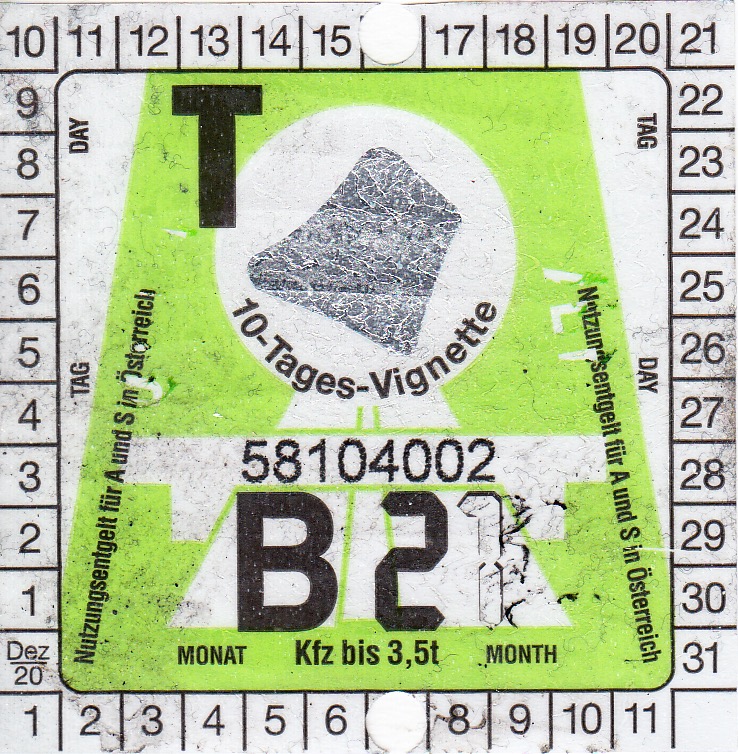 10 11 12 13 14 15 17 18 19 20 21
9 22
8 23
7 24
6 25
5 26
4 27
3 28
2 29
1 30
Dez 31
20
1 2 3 4 5 6 8 9 10 11
DAY
TAG
T
TAG
DAY
10-Tages-Vignette
Nutzungsentgelt für A und S in Österreich
Nutzungsentgelt für A und S in Österreich
58104002
B 21
MONAT Kfz bis 3,5t MONTH